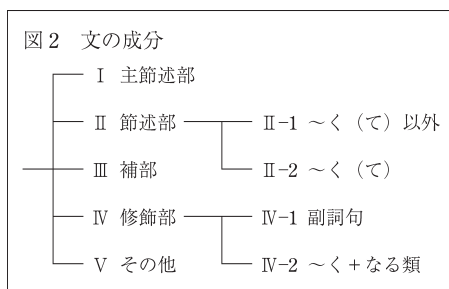 図2 文の成分
Ⅰ 主節述部
Ⅱ 節述部 Ⅱ-1 ～く（て）以外
Ⅲ 補部 Ⅱ-2 ～く（て）
Ⅳ 修飾部 Ⅳ-1 副詞句
Ⅴ その他 Ⅳ-2 ～く＋なる類